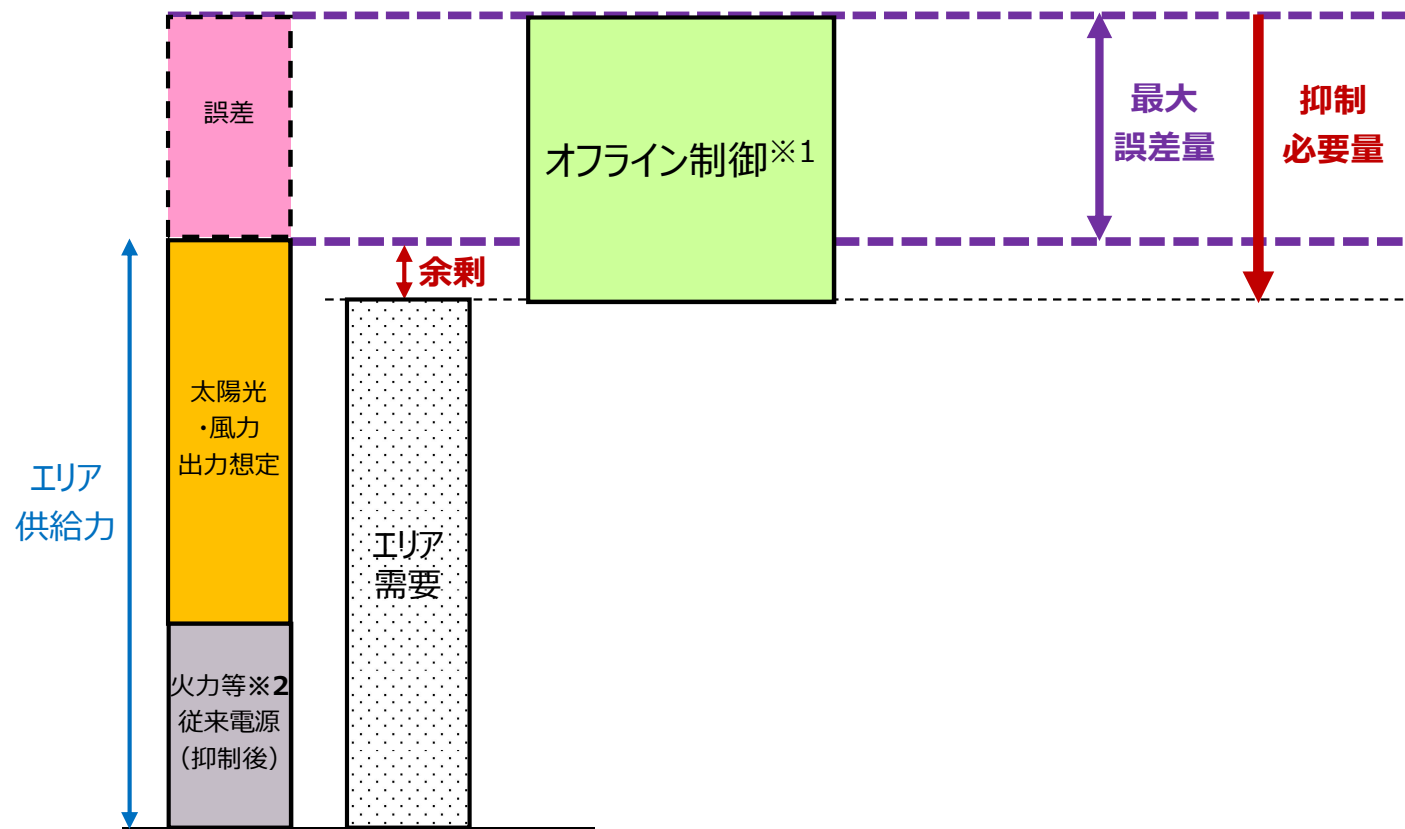 誤差
オフライン制御※1
最大
誤差量
抑制
必要量
余剰
太陽光
・風力
出力想定
エリア
供給力
エリア
需要
火力等※2
従来電源
（抑制後）